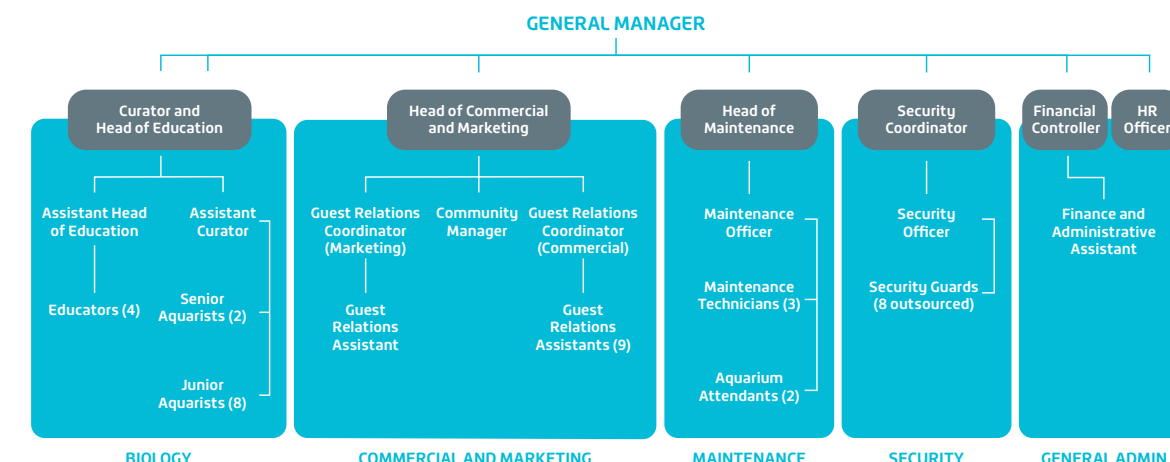 GENERAL MANAGER
Curator and
Head of Education
Head of Commercial
and Marketing
Head of
Maintenance
Security
Coordinator
Financial
Controller
HR
Officer
Assistant Head
of Education
Assistant
Curator
Educators (4)
Senior
Aquarists (2)
Junior
Aquarists (8)
Guest Relations
Coordinator
(Marketing)
Community
Manager
Guest Relations
Coordinator
(Commercial)
Guest
Relations
Assistant
Guest
Relations
Assistants (9)
Maintenance
Officer
Maintenance
Technicians (3)
Aquarium
Attendants (2)
Security
Officer
Security Guards
(8 outsourced)
Finance and
Administrative
Assistant
BIOLOGY
COMMERCIAL AND MARKETING
MAINTENANCE
SECURITY
GENERAL ADMIN